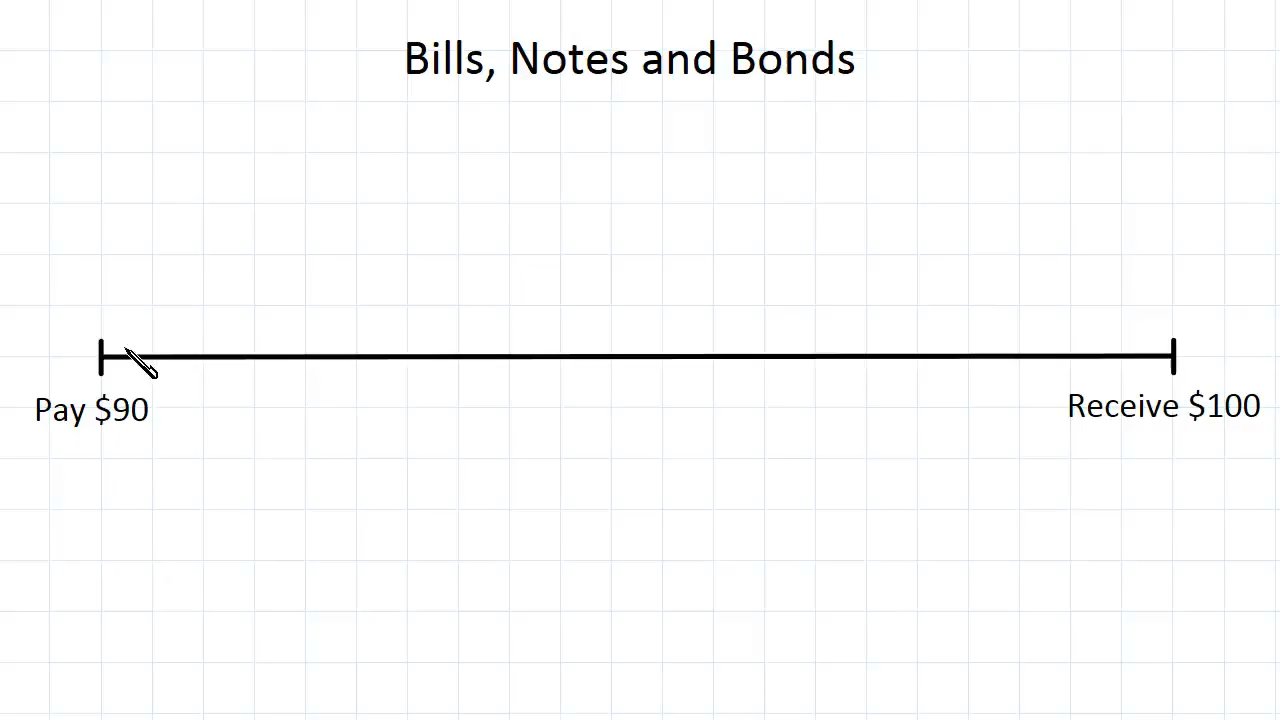 Bills, Notes and Bonds
Pay $90
Receive $100